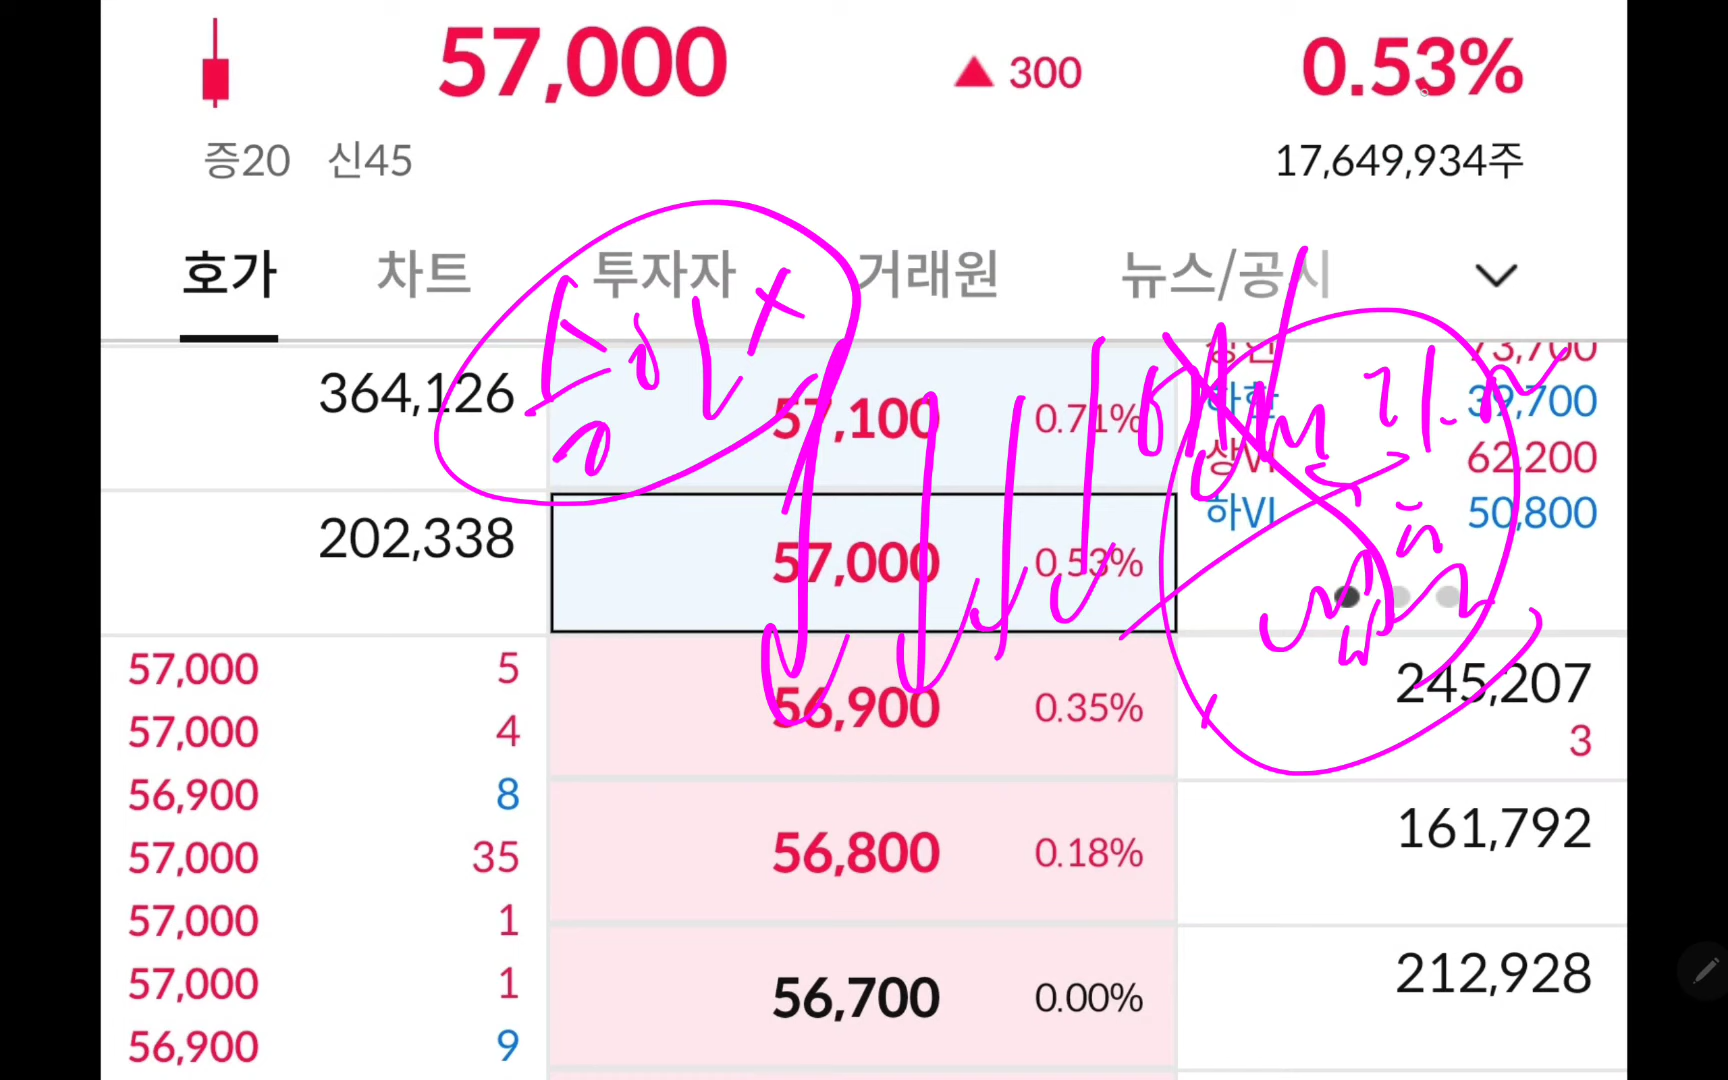 57,000 ▲ 300 0.53%
증20 신45 17,649,934주
호가 차트 투자자 거래원 뉴스/공시
364,126 57,100 0.71%
73,700
39,700
상VI 62,200
하VI 50,800
202,338 57,000 0.53%
57,000 5
57,000 4
56,900 8
57,000 35
57,000 1
57,000 1
56,900 9
56,900 0.35% 245,207
3
56,800 0.18% 161,792
56,700 0.00% 212,928